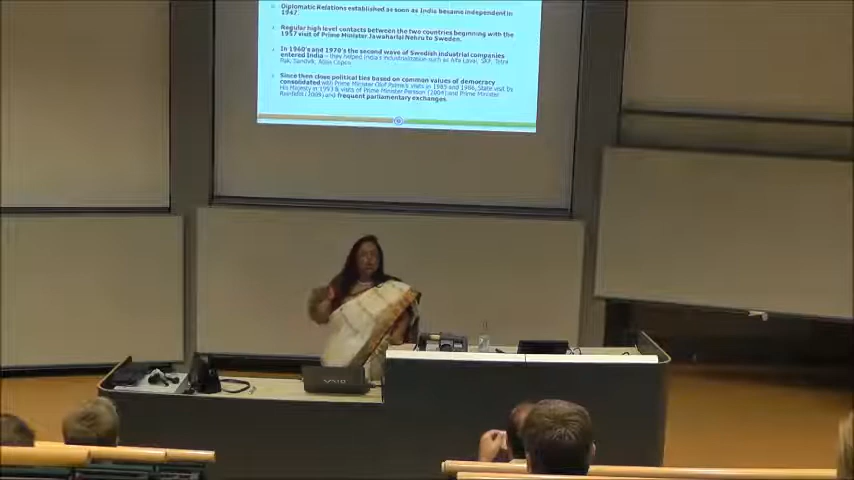 Diplomatic Relations established as soon as India became independent in
1947.
Regular high level contacts between the two countries beginning with the
1957 visit of Prime Minister Jawaharlal Nehru to Sweden.
In 1960's and 1970's the second wave of Swedish industrial companies
entered India – they helped India's industrialization such as Alfa Laval, SKF, Tetra
Pak, Sandvik, Atlas Copco.
Since then close political ties based on common values of democracy
consolidated with Prime Minister Olof Palme's visits in 1985 and 1986, State visit by
His Majesty in 1993 & visits of Prime Minister Persson (2004) and Prime Minister
Reinfeldt (2009) and frequent parliamentary exchanges.
VAIO